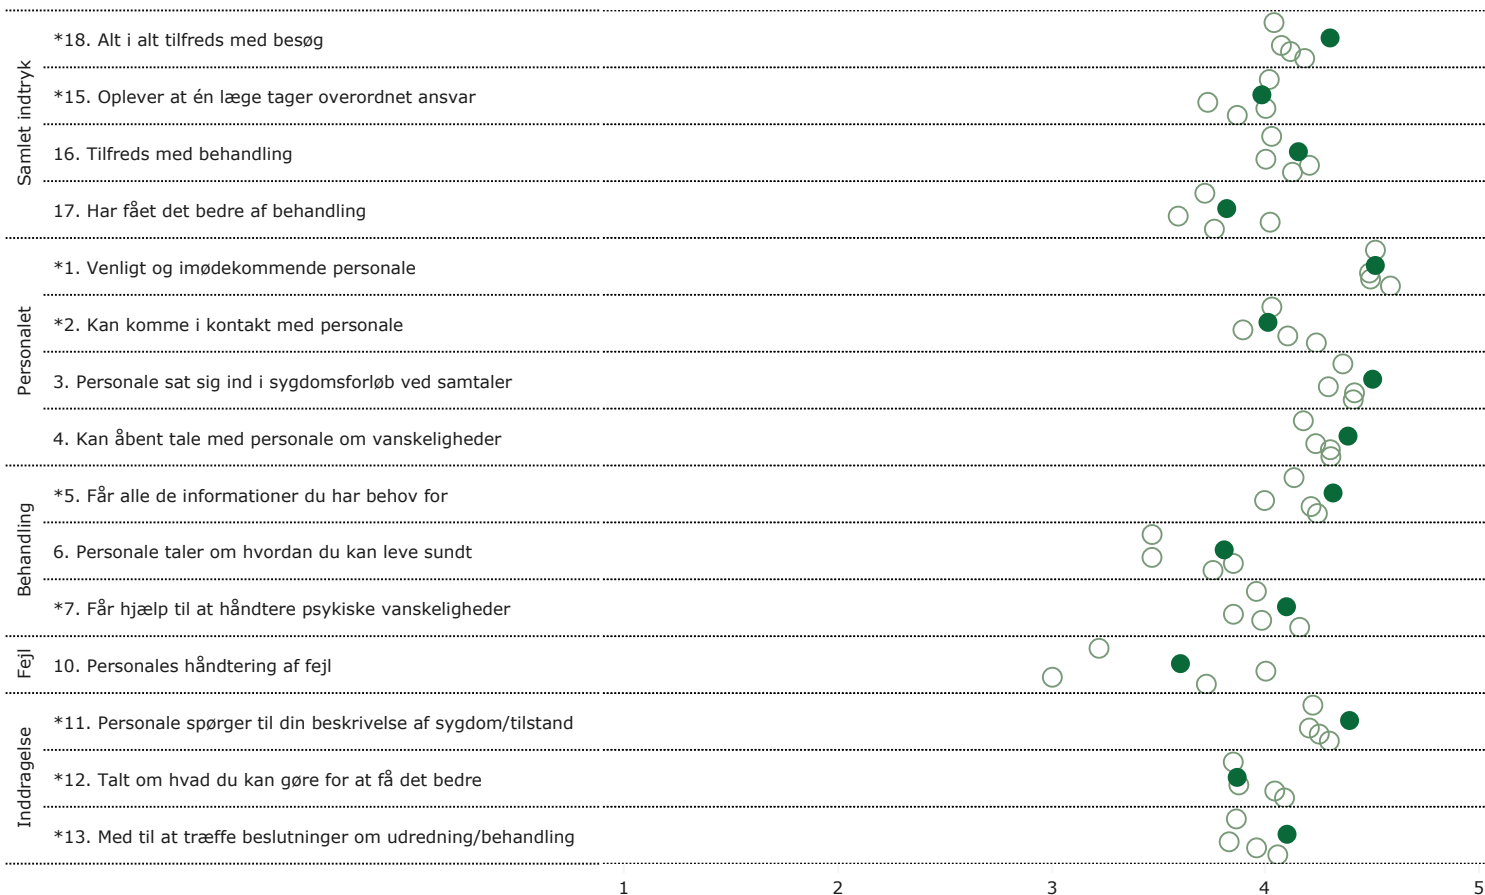 Samlet indtryk
*18. Alt i alt tilfreds med besøg
*15. Oplever at én læge tager overordnet ansvar
16. Tilfreds med behandling
17. Har fået det bedre af behandling
Personalet
*1. Venligt og imødekommende personale
*2. Kan komme i kontakt med personale
3. Personale sat sig ind i sygdomsforløb ved samtaler
4. Kan åbent tale med personale om vanskeligheder
Behandling
*5. Får alle de informationer du har behov for
6. Personale taler om hvordan du kan leve sundt
*7. Får hjælp til at håndtere psykiske vanskeligheder
Fejl
10. Personales håndtering af fejl
Inddragelse
*11. Personale spørger til din beskrivelse af sygdom/tilstand
*12. Talt om hvad du kan gøre for at få det bedre
*13. Med til at træffe beslutninger om udredning/behandling
1 2 3 4 5